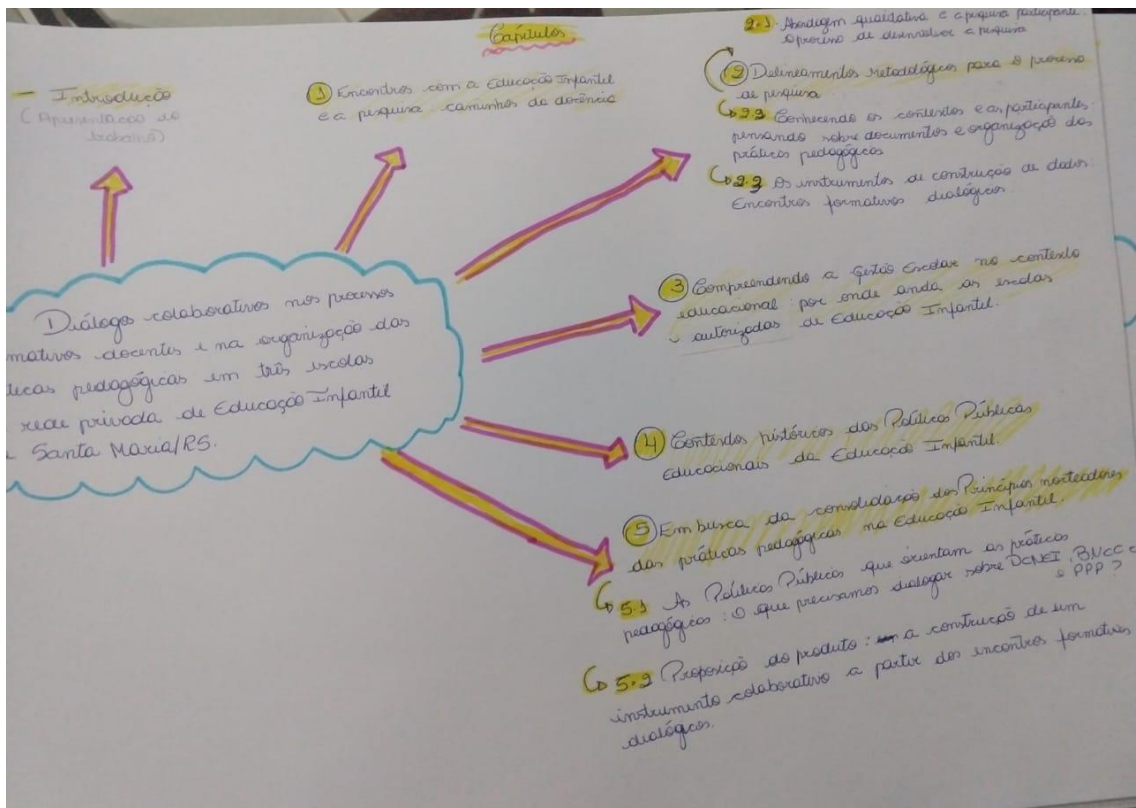 Capítulos
- Introdução
(Apresentação do
trabalho)
1 Encontros com a Educação Infantil
e a pesquisa caminhos da docência
2.1. Abordagem qualitativa e a pesquisa participante:
o processo de desenvolver a pesquisa
2 Delineamentos metodológicos para o processo
de pesquisa
2.2 Conhecendo os contextos e as participantes:
pensando sobre documentos e organização das
práticas pedagógicas
2.2 Os instrumentos de construção de dados:
Encontros formativos dialógicos.
3 Compreendendo a Gestão Escolar no contexto
educacional: por onde anda as escolas
autorizadas de Educação Infantil.
4 Contextos históricos das Políticas Públicas
Educacionais da Educação Infantil.
5 Em busca da consolidação dos Princípios norteadores
das práticas pedagógicas na Educação Infantil.
5.1 As Políticas Públicas que orientam as práticas
pedagógicas: O que precisamos dialogar sobre DCNEI, BNCC e
o PPP?
5.2 Proposição do produto: a construção de um
instrumento colaborativo a partir dos encontros formativos
dialógicos.
Diálogos colaborativos nos processos
mativos docentes e na organização das
ticas pedagógicas em três escolas
rede privada de Educação Infantil
Santa Maria/RS.